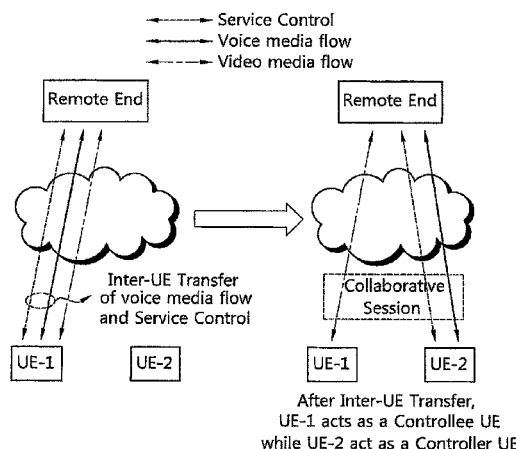 Service Control
Voice media flow
Video media flow
Remote End
Remote End
Inter-UE Transfer
of voice media flow
and Service Control
Collaborative
Session
UE-1
UE-2
UE-1
UE-2
After Inter-UE Transfer,
UE-1 acts as a Controllee UE
while UE-2 act as a Controller UE